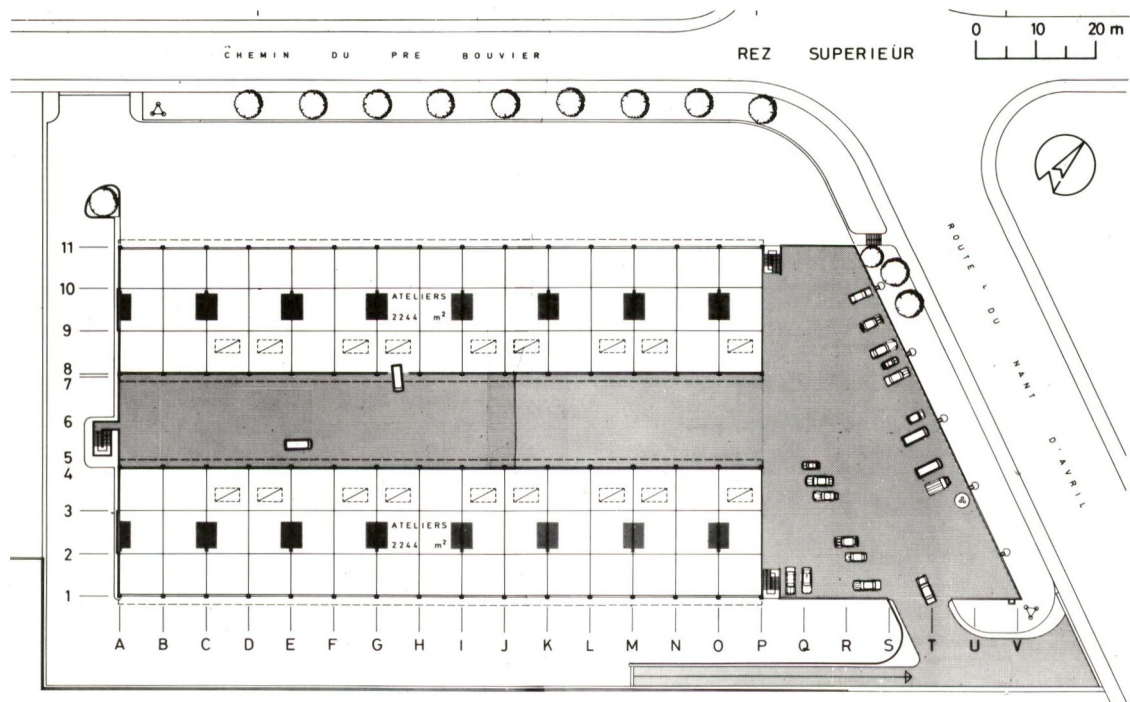 CHEMIN DU PRE BOUVIER
REZ SUPERIEUR
0 10 20 m
ROUTE DU NANT D'AVRIL
11
10
9
8
7
6
5
4
3
2
1
ATELIERS
2244 m²
ATELIERS
2244 m²
A B C D E F G H I J K L M N O P Q R S T U V